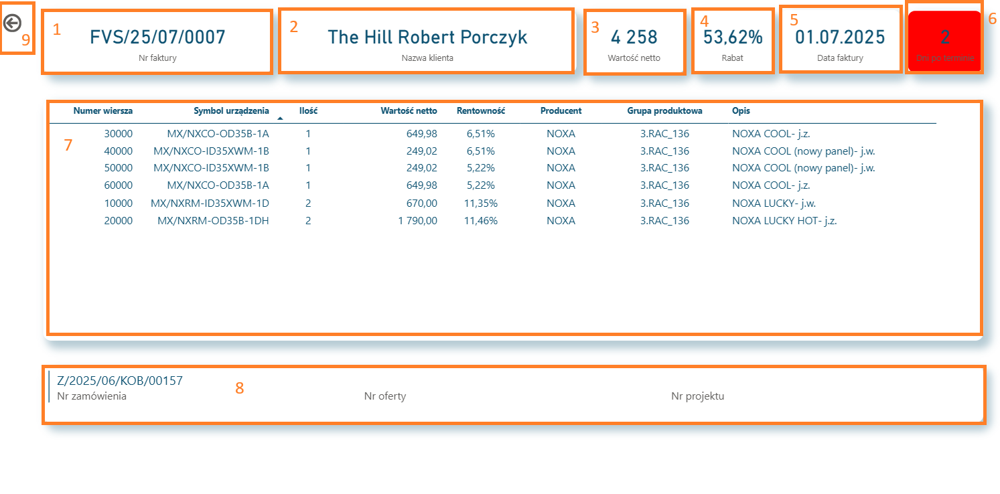 9
1
FVS/25/07/0007
Nr faktury
2
The Hill Robert Porczyk
Nazwa klienta
3
4 258
Wartość netto
4
53,62%
Rabat
5
01.07.2025
Data faktury
6
2
Dni po terminie
7
Numer wiersza Symbol urządzenia Ilość Wartość netto Rentowność Producent Grupa produktowa Opis
30000 MX/NXCO-OD35B-1A 1 649,98 6,51% NOXA 3.RAC_136 NOXA COOL- j.z.
40000 MX/NXCO-ID35XWM-1B 1 249,02 6,51% NOXA 3.RAC_136 NOXA COOL (nowy panel)- j.w.
50000 MX/NXCO-ID35XWM-1B 1 249,02 5,22% NOXA 3.RAC_136 NOXA COOL (nowy panel)- j.w.
60000 MX/NXCO-OD35B-1A 1 649,98 5,22% NOXA 3.RAC_136 NOXA COOL- j.z.
10000 MX/NXRM-ID35XWM-1D 2 670,00 11,35% NOXA 3.RAC_136 NOXA LUCKY- j.w.
20000 MX/NXRM-OD35B-1DH 2 1 790,00 11,46% NOXA 3.RAC_136 NOXA LUCKY HOT- j.z.
8
Z/2025/06/KOB/00157
Nr zamówienia Nr oferty Nr projektu